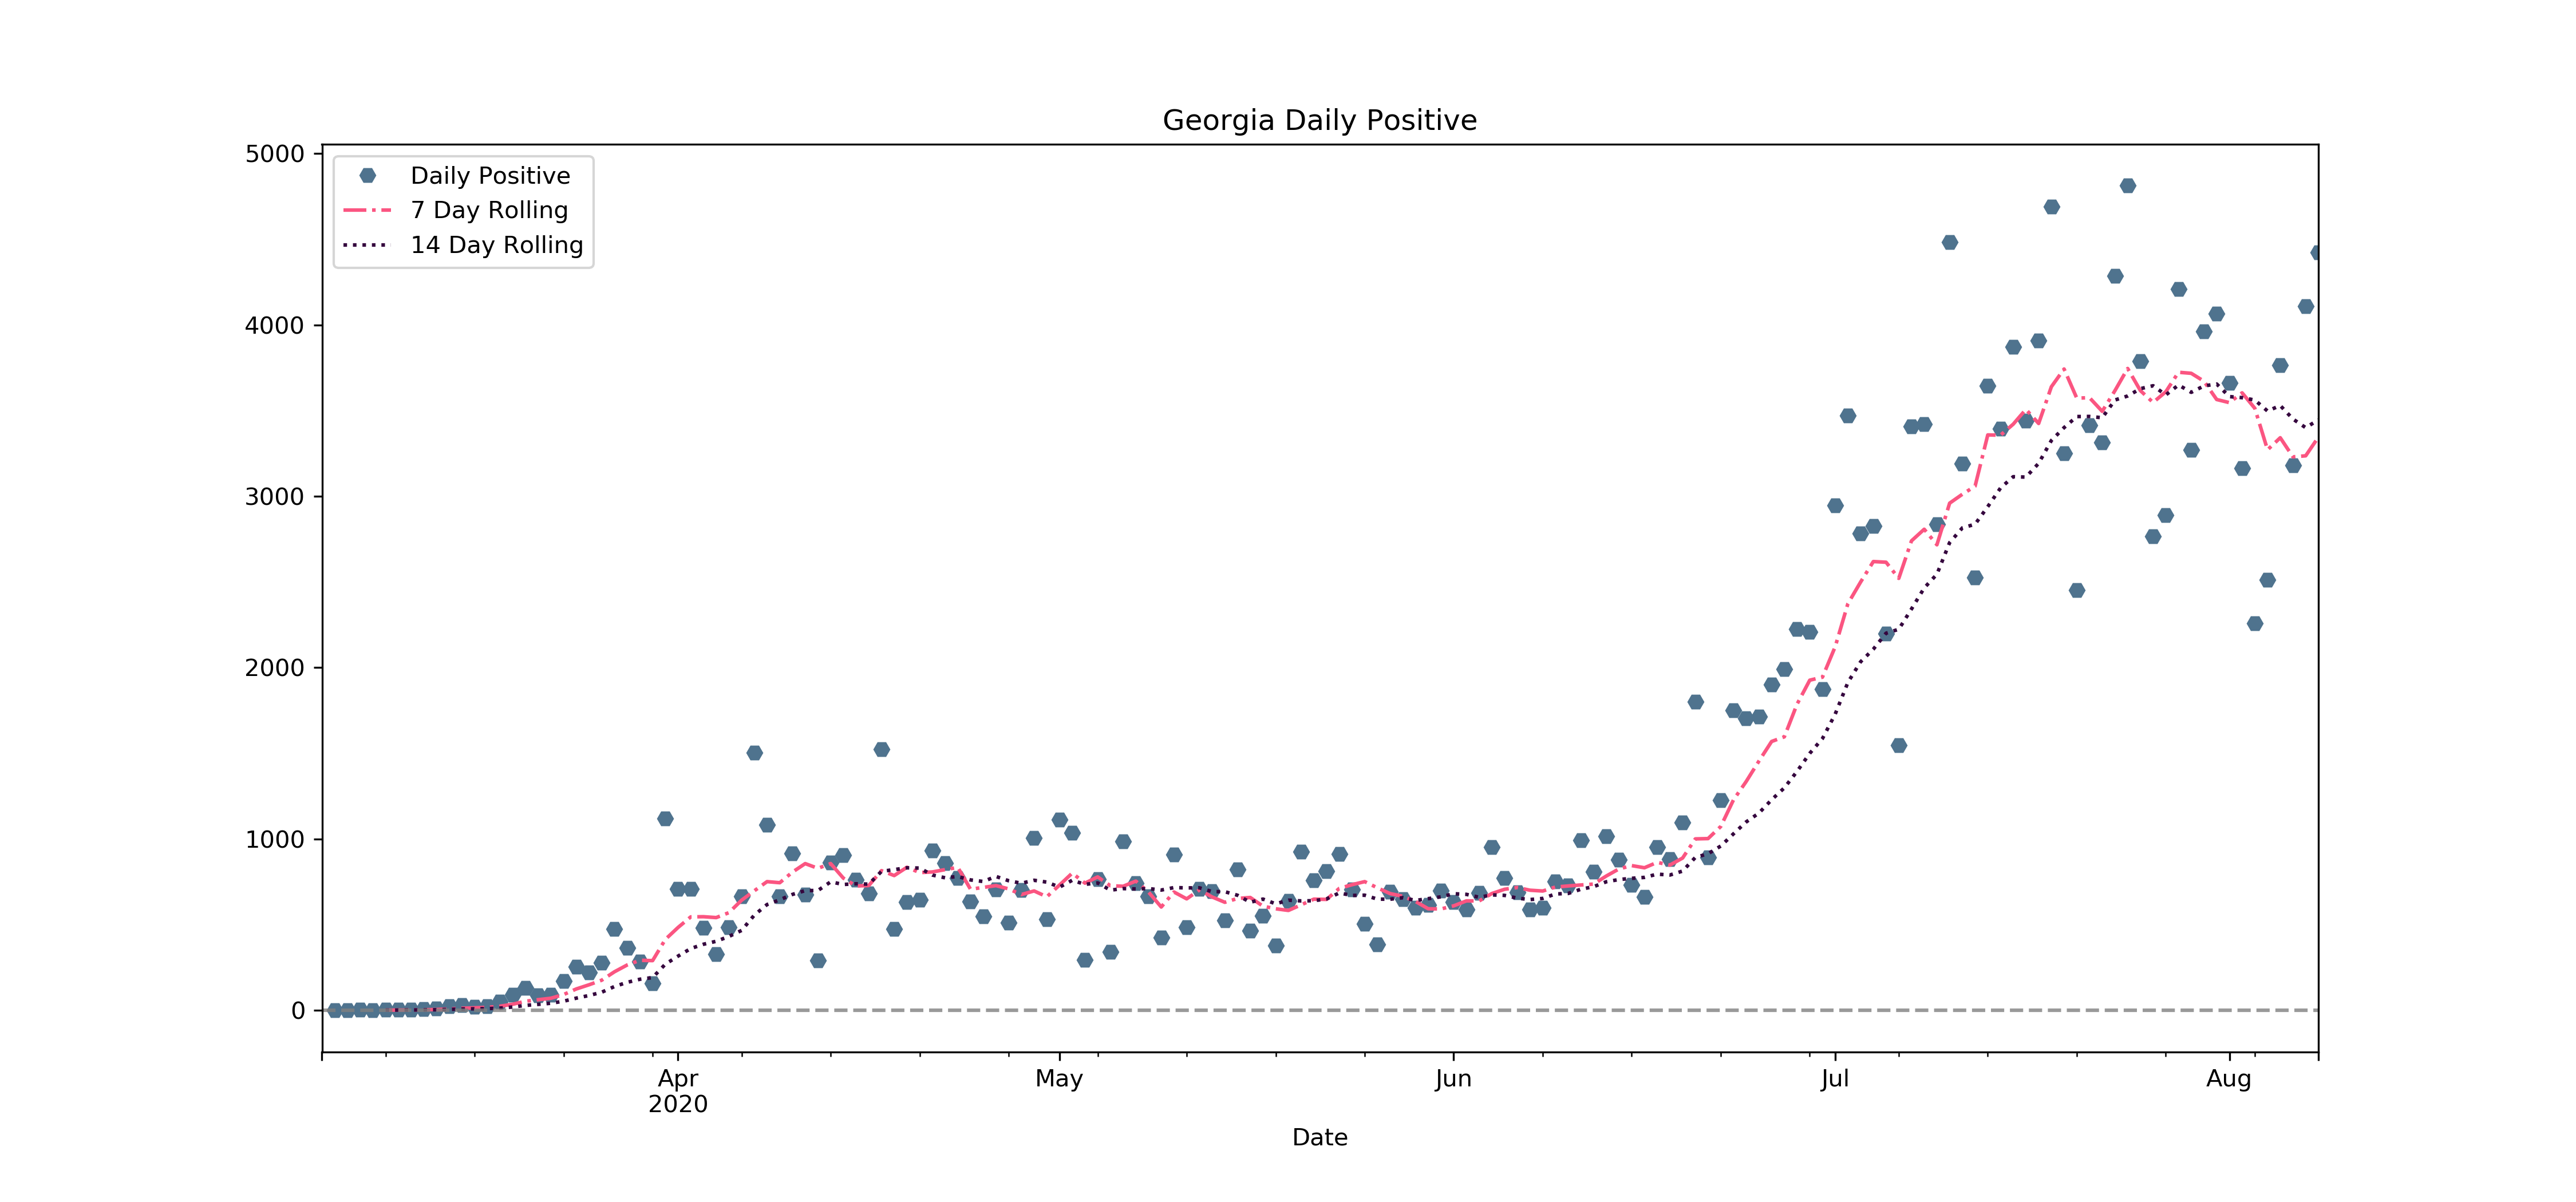 Georgia Daily Positive
5000
4000
3000
2000
1000
0
Daily Positive
7 Day Rolling
14 Day Rolling
Apr
2020
May
Jun
Jul
Aug
Date